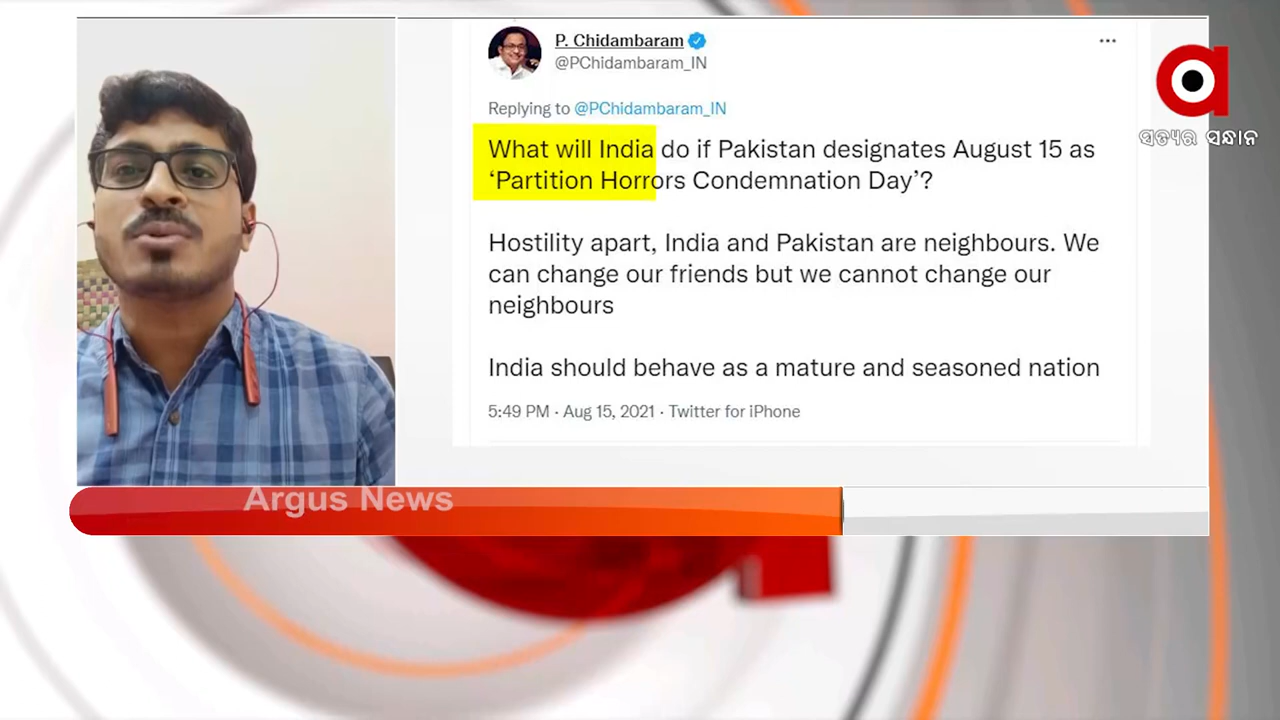 P. Chidambaram
@PChidambaram_IN
Replying to @PChidambaram_IN
What will India do if Pakistan designates August 15 as
‘Partition Horrors Condemnation Day’?
Hostility apart, India and Pakistan are neighbours. We
can change our friends but we cannot change our
neighbours
India should behave as a mature and seasoned nation
5:49 PM · Aug 15, 2021 · Twitter for iPhone
ସତ୍ୟର ସନ୍ଧାନ
Argus News